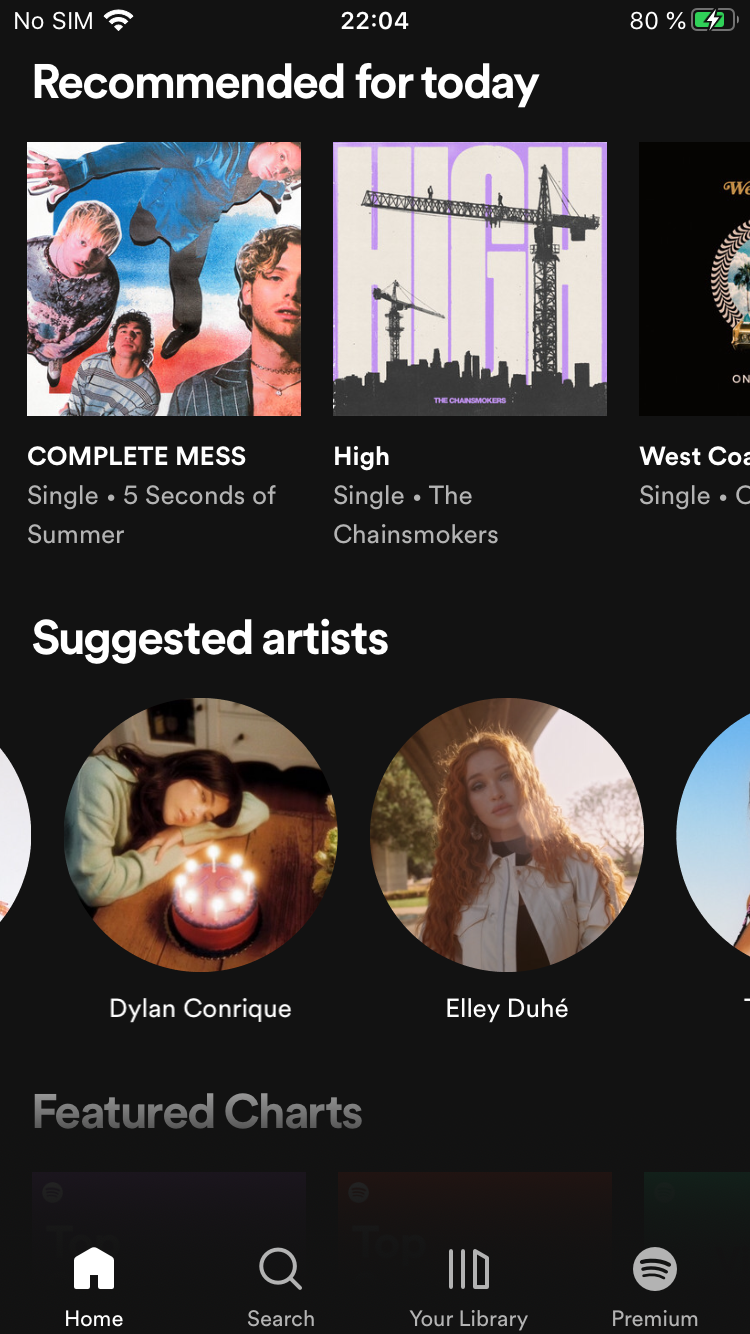 No SIM 22:04 80 %
Recommended for today
HIGH
THE CHAINSMOKERS
We
ON
COMPLETE MESS
Single • 5 Seconds of
Summer
High
Single • The
Chainsmokers
West Coa
Single • C
Suggested artists
Dylan Conrique
Elley Duhé
T
Featured Charts
Top
Top
Home
Search
Your Library
Premium